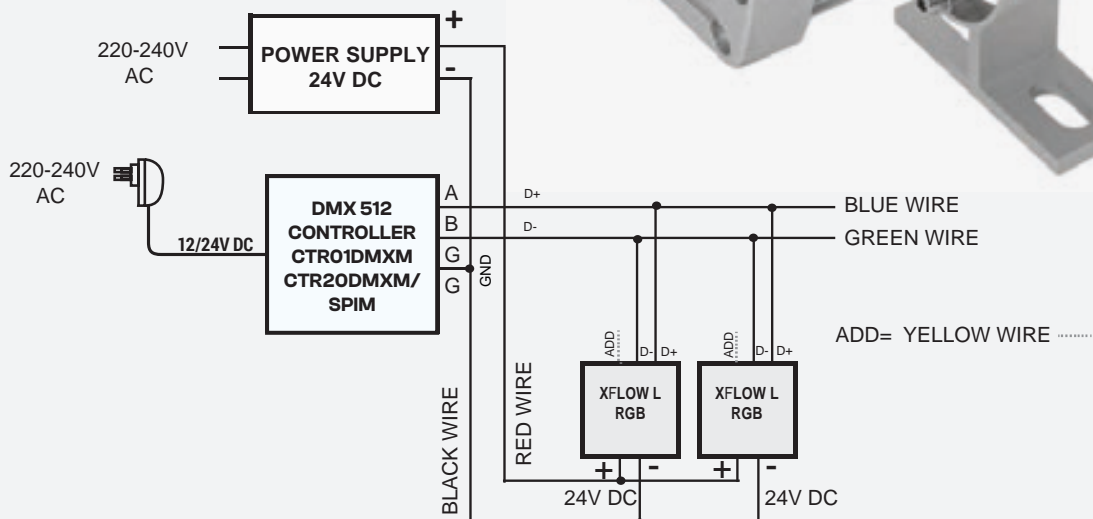 220-240V
AC
+
POWER SUPPLY
24V DC
-
220-240V
AC
12/24V DC
DMX 512
CONTROLLER
CTR01DMXM
CTR20DMXM/
SPIM
A
B
G
G
D+
D-
GND
BLUE WIRE
GREEN WIRE
ADD= YELLOW WIRE
ADD
D-
D+
ADD
D-
D+
XFLOW L
RGB
XFLOW L
RGB
BLACK WIRE
RED WIRE
+
-
+
-
24V DC
24V DC